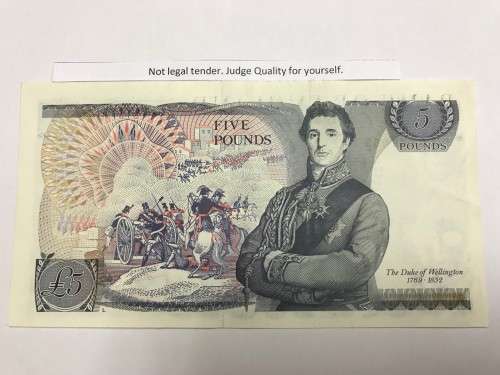 Not legal tender. Judge Quality for yourself.
FIVE
POUNDS
5
POUNDS
The Duke of Wellington
1769-1852
£5
L